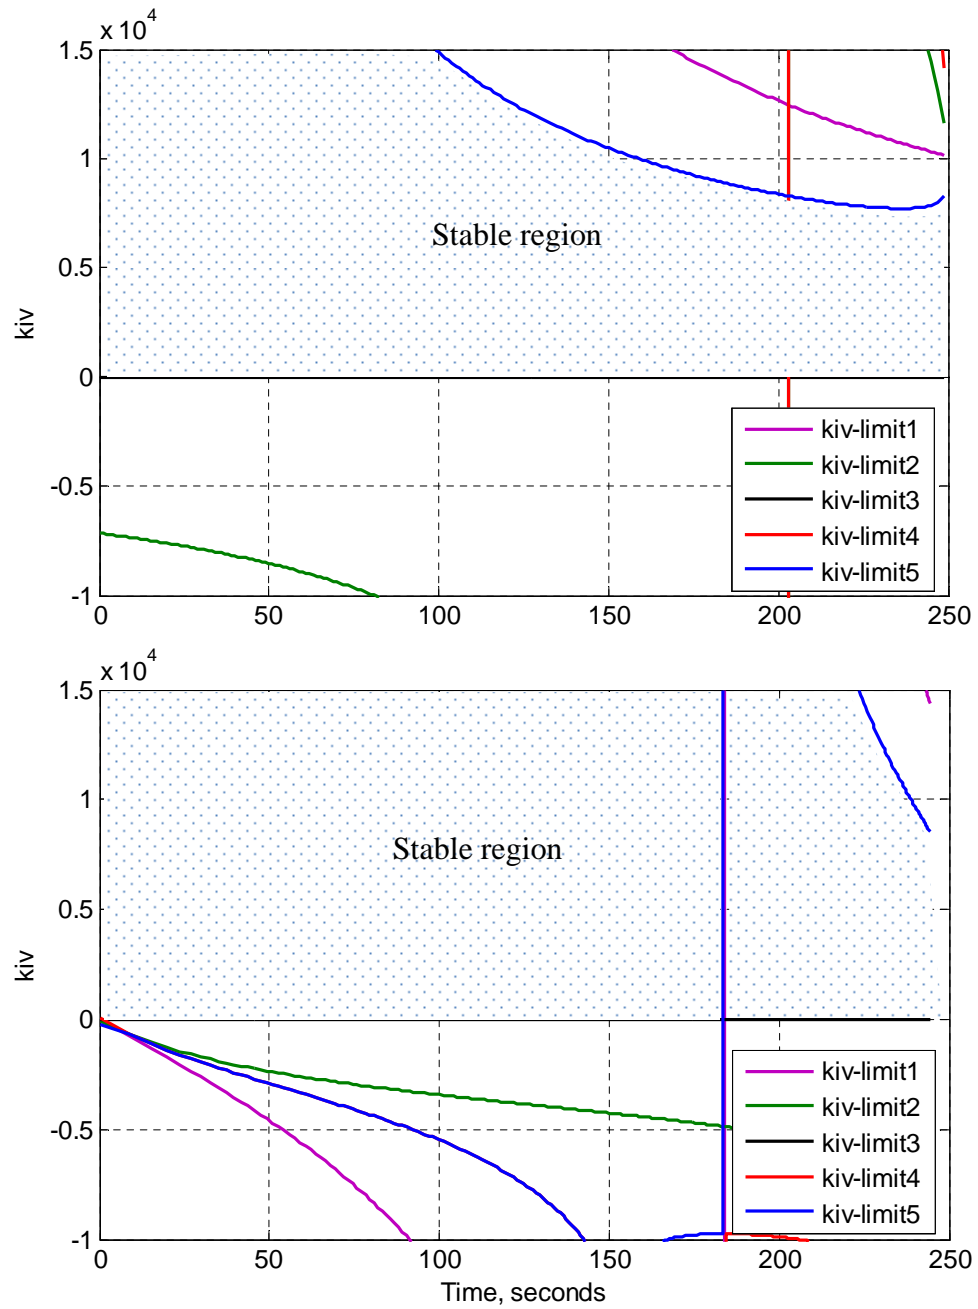 x 10^4
1.5
1
0.5
0
-0.5
-1
kiv
Stable region
kiv-limit1
kiv-limit2
kiv-limit3
kiv-limit4
kiv-limit5
0 50 100 150 200 250
x 10^4
1.5
1
0.5
0
-0.5
-1
kiv
Stable region
kiv-limit1
kiv-limit2
kiv-limit3
kiv-limit4
kiv-limit5
0 50 100 150 200 250
Time, seconds